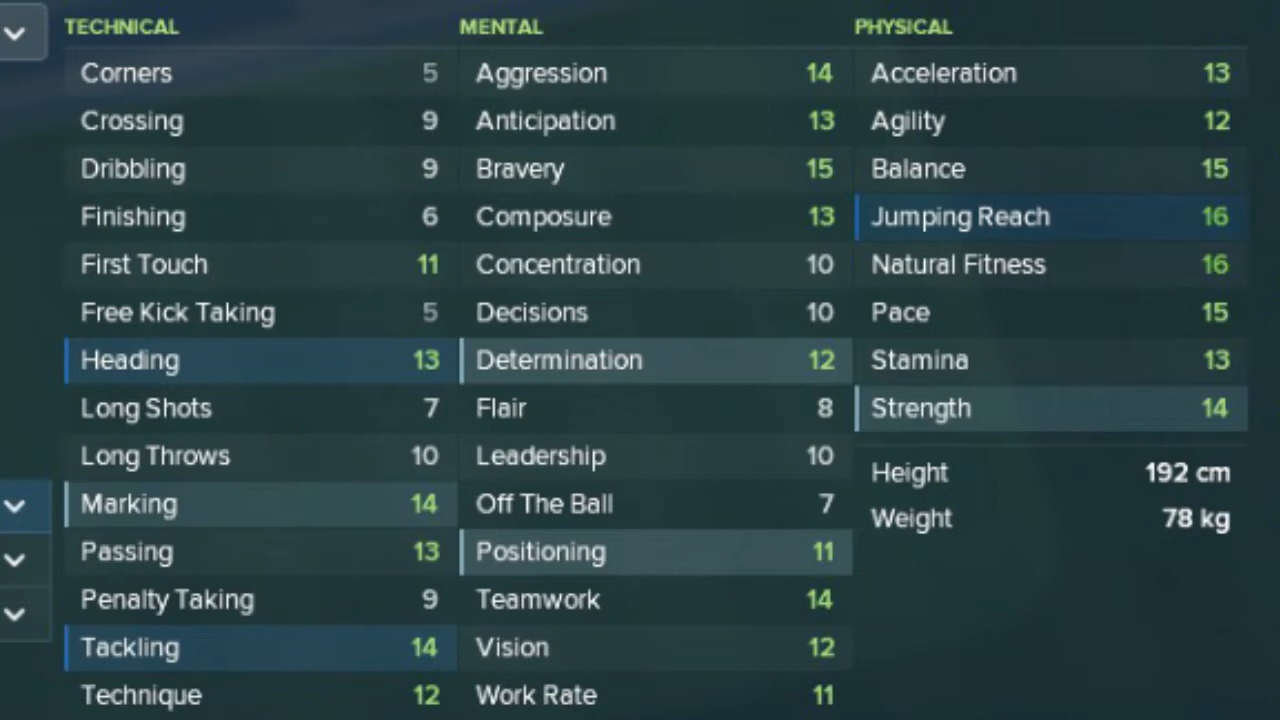 TECHNICAL MENTAL PHYSICAL
Corners 5 Aggression 14 Acceleration 13
Crossing 9 Anticipation 13 Agility 12
Dribbling 9 Bravery 15 Balance 15
Finishing 6 Composure 13 Jumping Reach 16
First Touch 11 Concentration 10 Natural Fitness 16
Free Kick Taking 5 Decisions 10 Pace 15
Heading 13 Determination 12 Stamina 13
Long Shots 7 Flair 8 Strength 14
Long Throws 10 Leadership 10 Height 192 cm
Marking 14 Off The Ball 7 Weight 78 kg
Passing 13 Positioning 11
Penalty Taking 9 Teamwork 14
Tackling 14 Vision 12
Technique 12 Work Rate 11